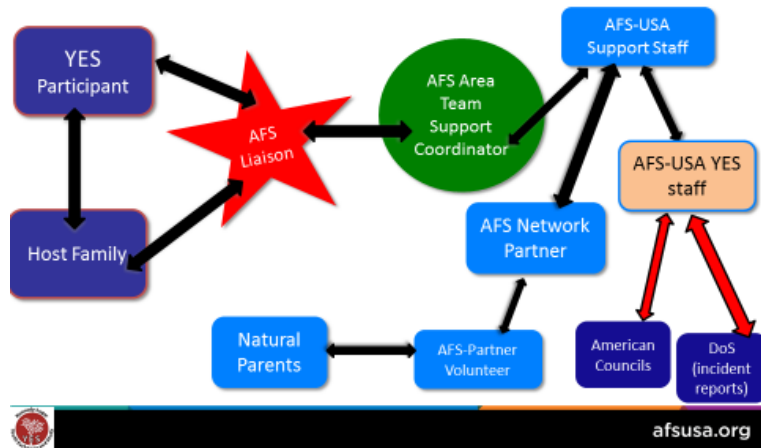 YES
Participant
AFS
Liaison
AFS Area
Team
Support
Coordinator
AFS-USA
Support Staff
AFS-USA YES
staff
Host Family
AFS Network
Partner
Natural
Parents
AFS-Partner
Volunteer
American
Councils
DoS
(incident
reports)
afsusa.org